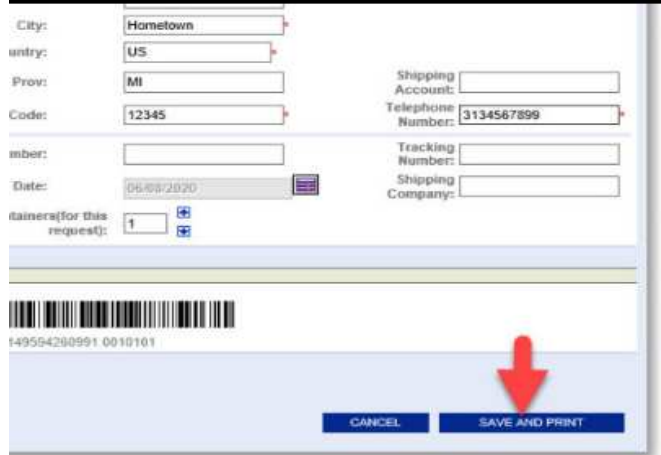 City: Hometown
untry: US
Prov: MI Shipping Account:
Code: 12345 Telephone Number: 3134567899
mber: Tracking Number:
Date: 06/08/2020 Shipping Company:
tainers(for this request): 1
149594260991 0010101
CANCEL SAVE AND PRINT